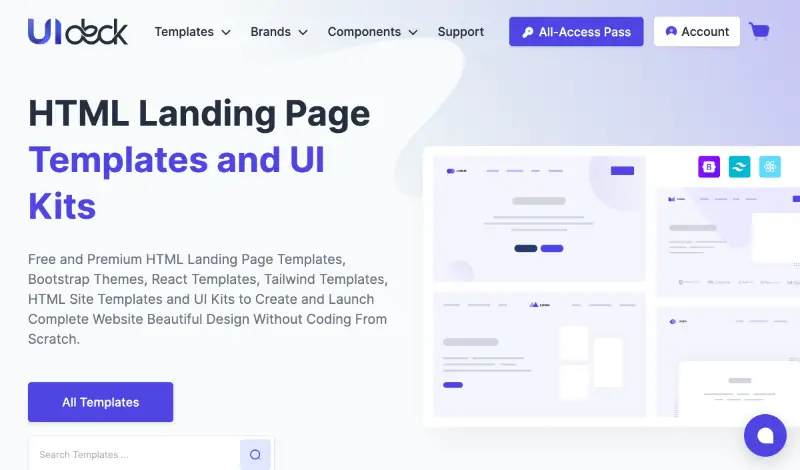 UIdeck
Templates
Brands
Components
Support
All-Access Pass
Account
HTML Landing Page
Templates and UI
Kits
Free and Premium HTML Landing Page Templates,
Bootstrap Themes, React Templates, Tailwind Templates,
HTML Site Templates and UI Kits to Create and Launch
Complete Website Beautiful Design Without Coding From
Scratch.
All Templates
Search Templates ...